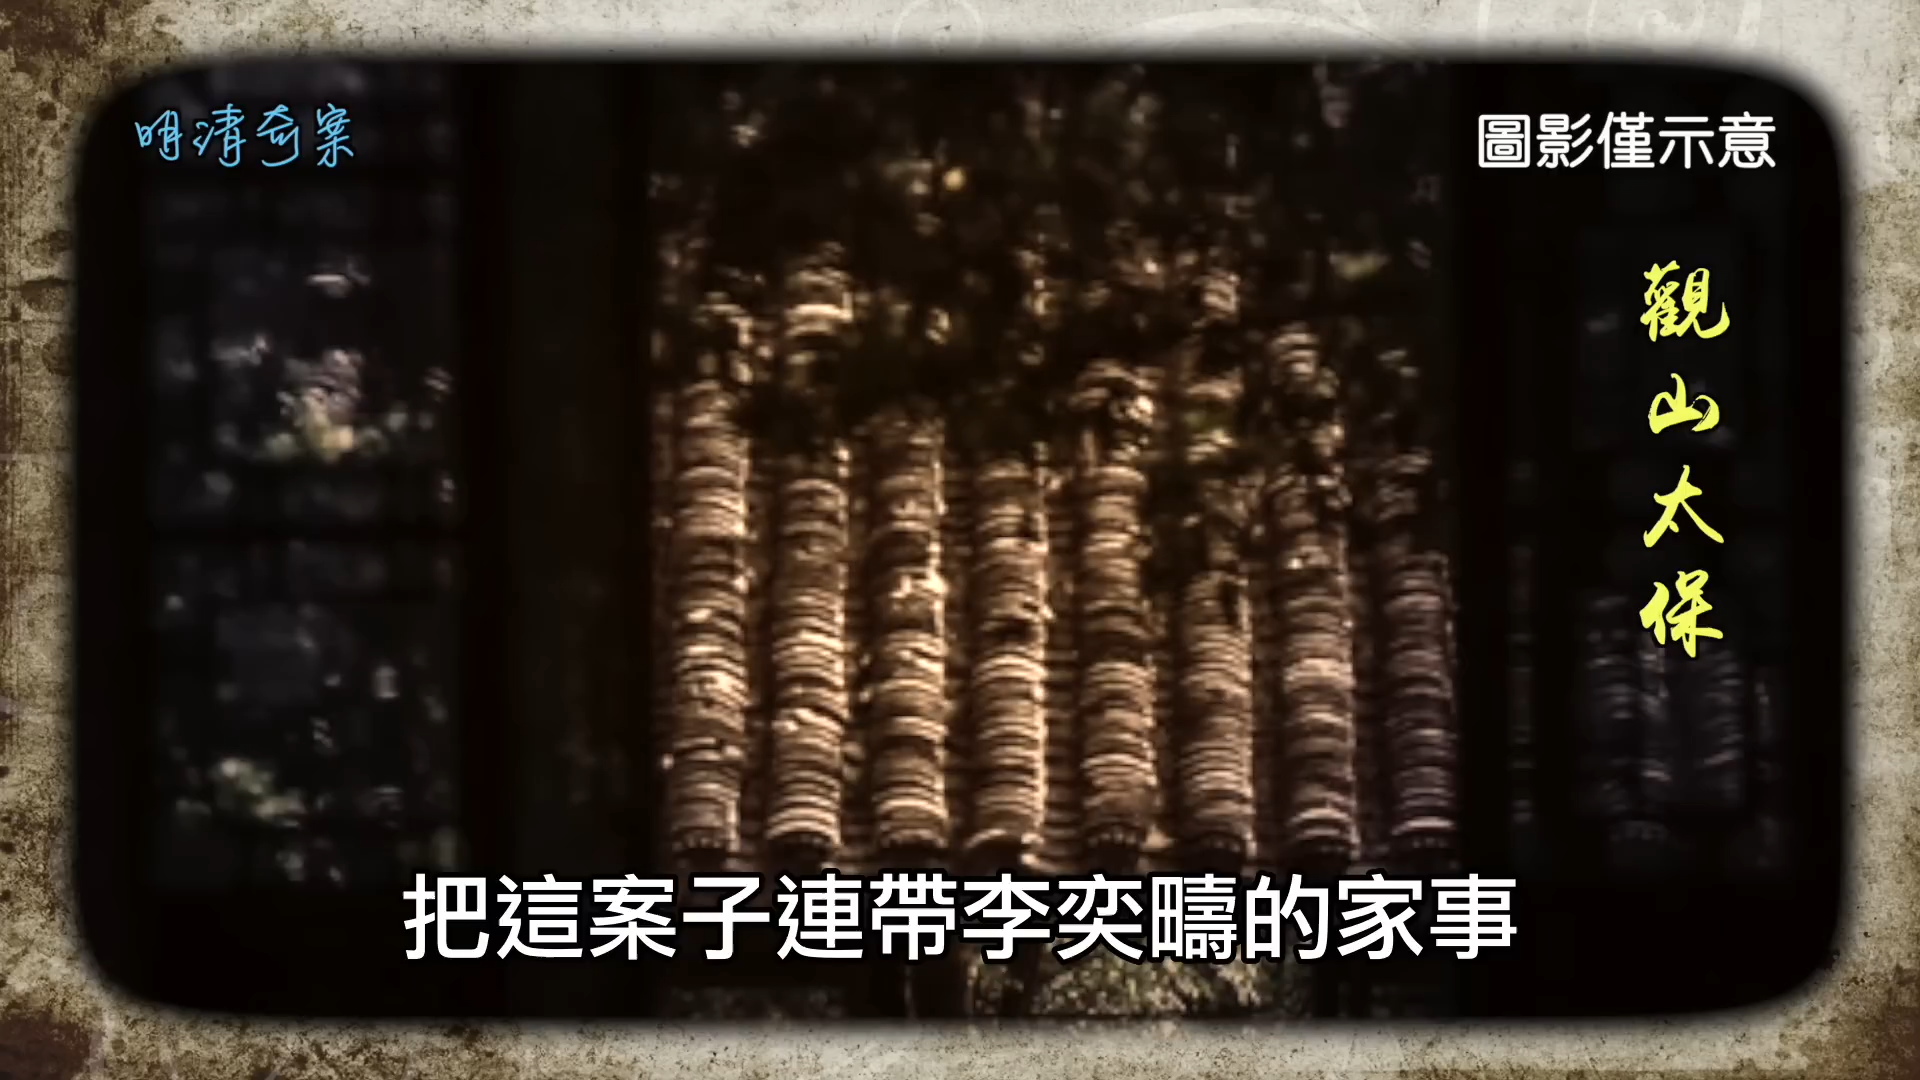 明清奇案
圖影僅示意
觀山太保
把這案子連帶李奕疇的家事